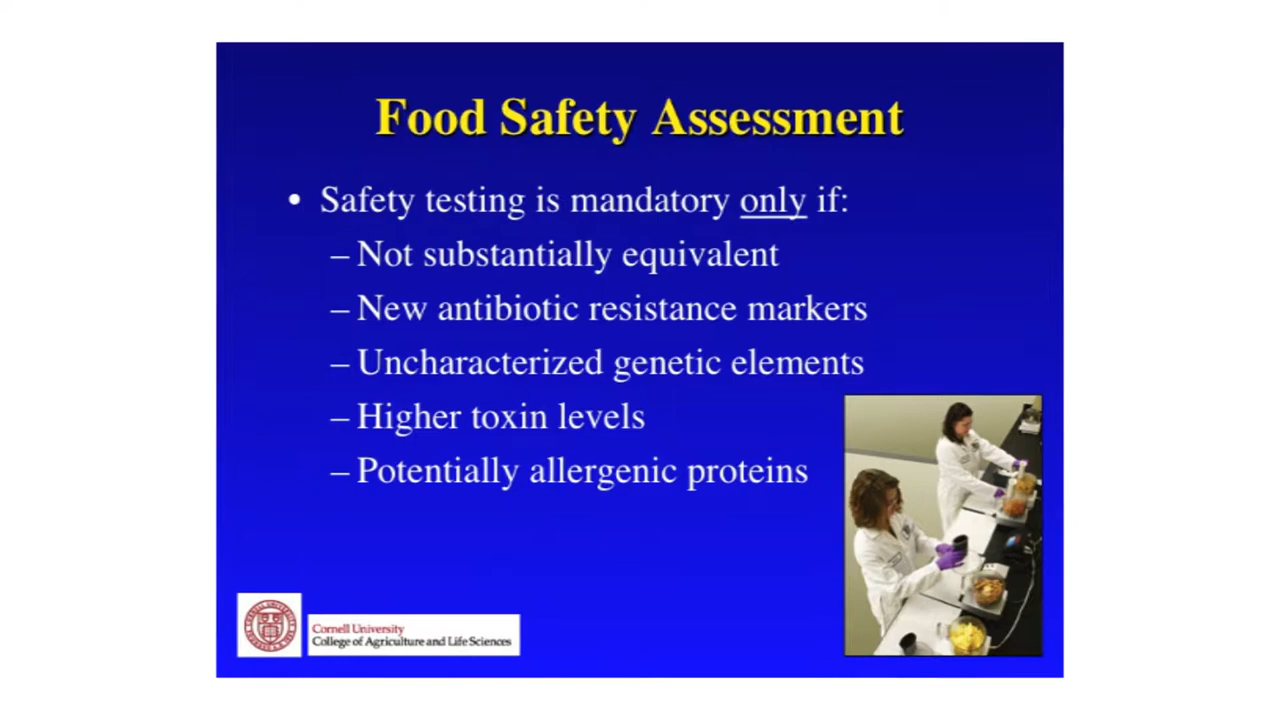 Food Safety Assessment
• Safety testing is mandatory only if:
– Not substantially equivalent
– New antibiotic resistance markers
– Uncharacterized genetic elements
– Higher toxin levels
– Potentially allergenic proteins
Cornell University
College of Agriculture and Life Sciences